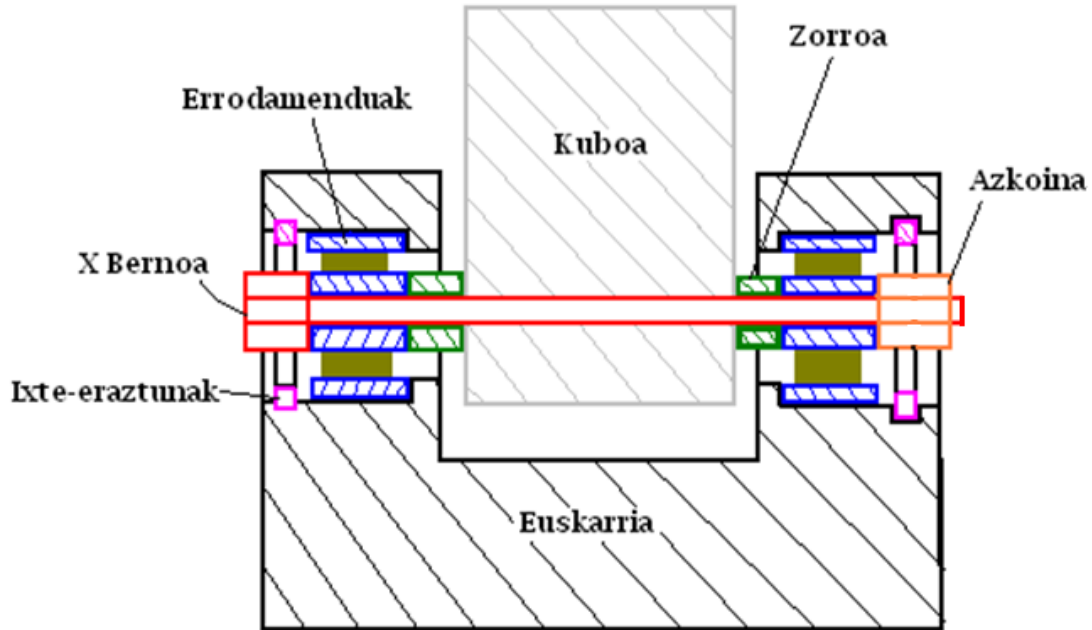 Zorroa
Errodamenduak
Kuboa
Azkoina
X Bernoa
Ixte-eraztunak
Euskarria